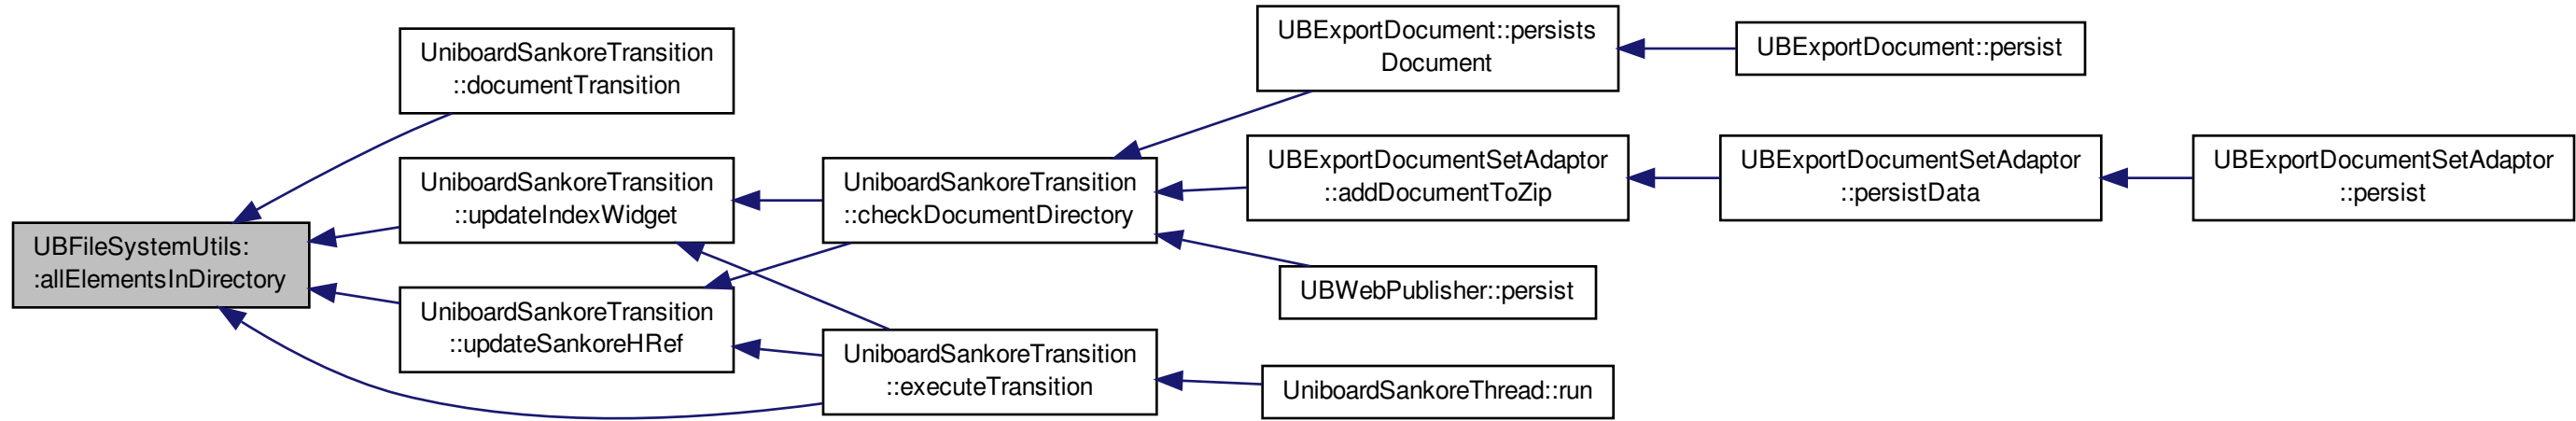 UBFileSystemUtils:
:allElementsInDirectory
UniboardSankoreTransition
::documentTransition
UniboardSankoreTransition
::updateIndexWidget
UniboardSankoreTransition
::updateSankoreHRef
UniboardSankoreTransition
::checkDocumentDirectory
UniboardSankoreTransition
::executeTransition
UBExportDocument::persists
Document
UBExportDocumentSetAdaptor
::addDocumentToZip
UBWebPublisher::persist
UniboardSankoreThread::run
UBExportDocument::persist
UBExportDocumentSetAdaptor
::persistData
UBExportDocumentSetAdaptor
::persist